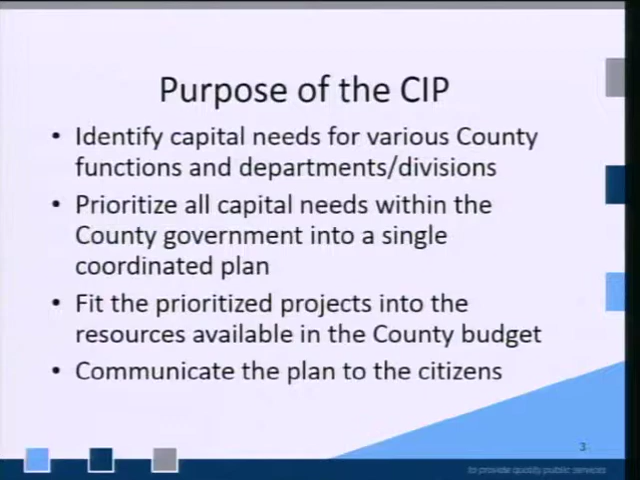 Purpose of the CIP
• Identify capital needs for various County
functions and departments/divisions
• Prioritize all capital needs within the
County government into a single
coordinated plan
• Fit the prioritized projects into the
resources available in the County budget
• Communicate the plan to the citizens
3
to provide quality public services